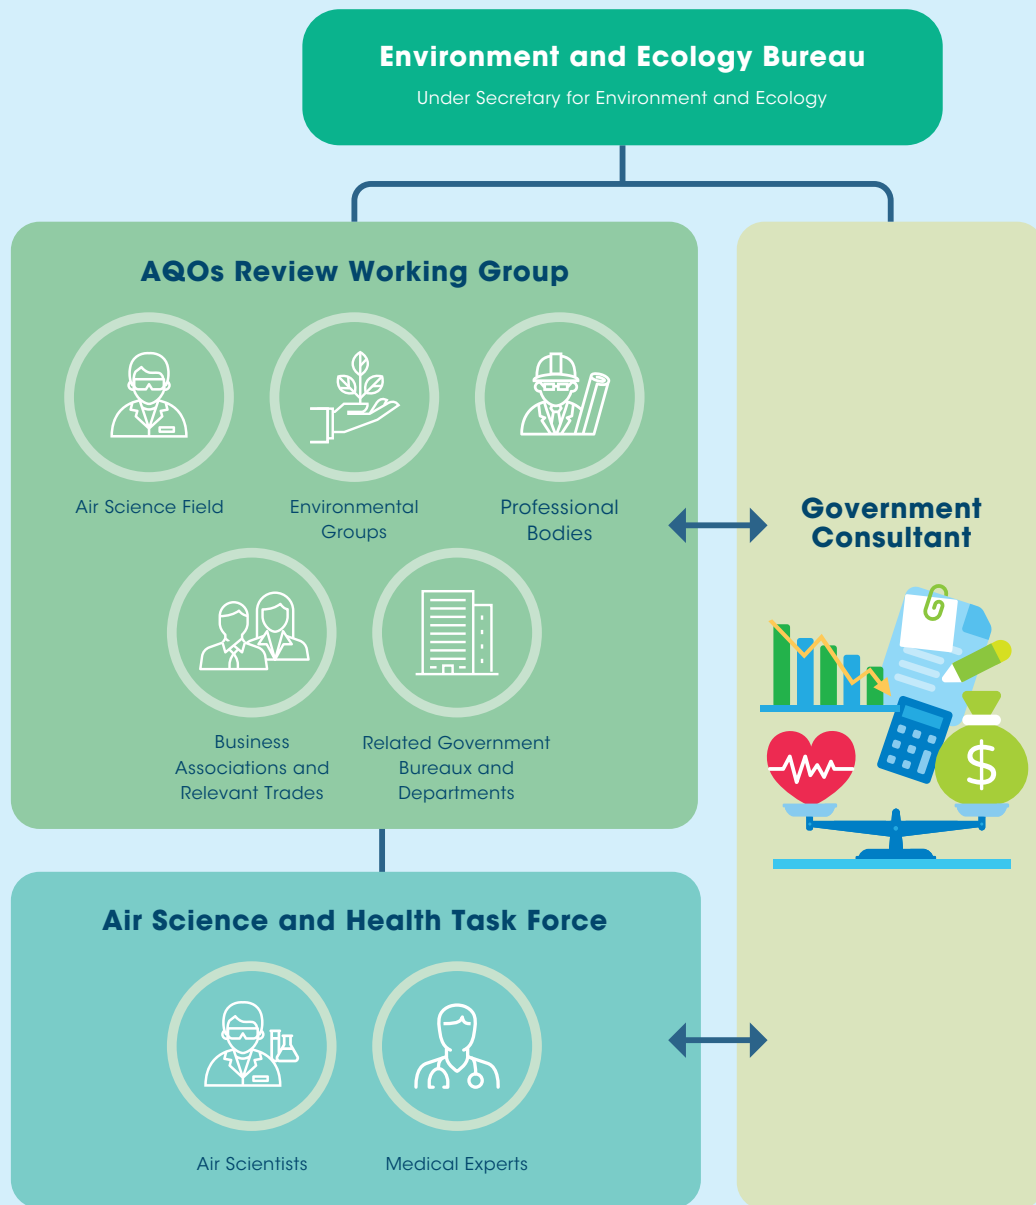 Environment and Ecology Bureau
Under Secretary for Environment and Ecology
AQOs Review Working Group
Air Science Field
Environmental
Groups
Professional
Bodies
Business
Associations and
Relevant Trades
Related Government
Bureaux and
Departments
Government
Consultant
$
Air Science and Health Task Force
Air Scientists
Medical Experts